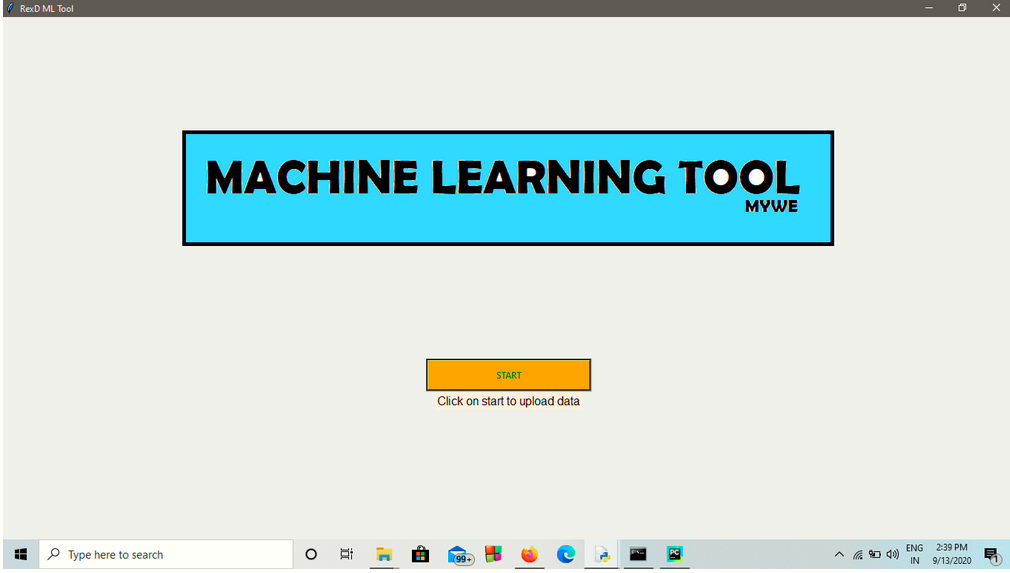 RexD ML Tool
MACHINE LEARNING TOOL
MYWE
START
Click on start to upload data
Type here to search
99+
PC
ENG
IN
2:39 PM
9/13/2020
1